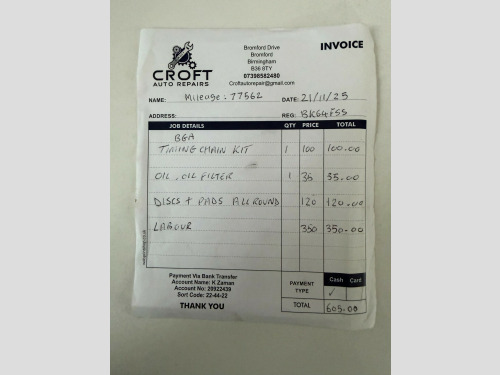 CROFT
AUTO REPAIRS
Bromford Drive
Bromford
Birmingham
B36 8TY
07398582480
Croftautorepair@gmail.com
INVOICE
NAME: Mileage: 77562 DATE: 21/11/25
ADDRESS: REG: BK64FSS
JOB DETAILS QTY PRICE TOTAL
BGA
TIMING CHAIN KIT 1 100 100.00
OIL, OIL FILTER 1 35 35.00
DISCS + PADS ALL ROUND 120 120.00
LABOUR 350 350.00
Payment Via Bank Transfer
Account Name: K Zaman
Account No: 20922439
Sort Code: 22-44-22
THANK YOU
PAYMENT TYPE Cash Card
✓
TOTAL 605.00